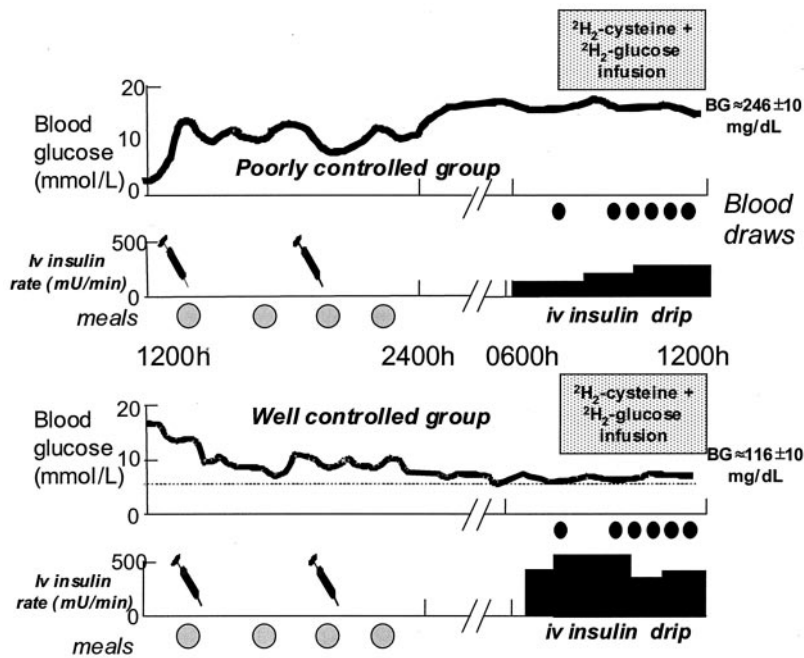 ²H₂-cysteine +
²H₂-glucose
infusion
20
Blood
glucose
(mmol/L)
10
0
BG≈246 ±10
mg/dL
Poorly controlled group
Blood
draws
500
Iv insulin
rate (mU/min)
0
iv insulin drip
meals
1200h
2400h
0600h
1200h
²H₂-cysteine +
²H₂-glucose
infusion
20
Blood
glucose
(mmol/L)
10
0
Well controlled group
BG≈116±10
mg/dL
500
Iv insulin
rate (mU/min)
0
iv insulin drip
meals